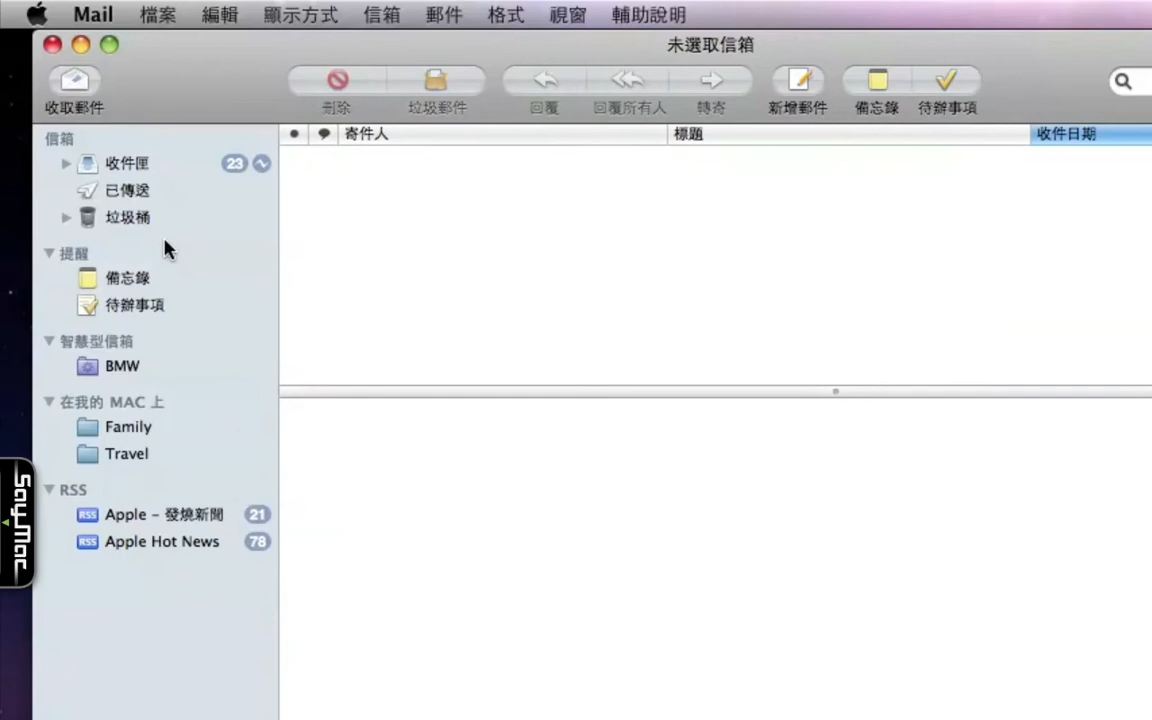 Mail 檔案 編輯 顯示方式 信箱 郵件 格式 視窗 輔助說明
未選取信箱
收取郵件 刪除 垃圾郵件 回覆 回覆所有人 轉寄 新增郵件 備忘錄 待辦事項
寄件人 標題 收件日期
信箱
收件匣 23
已傳送
垃圾桶
提醒
備忘錄
待辦事項
智慧型信箱
BMW
在我的 MAC 上
Family
Travel
RSS
RSS Apple – 發燒新聞 21
RSS Apple Hot News 78
Say,Mac